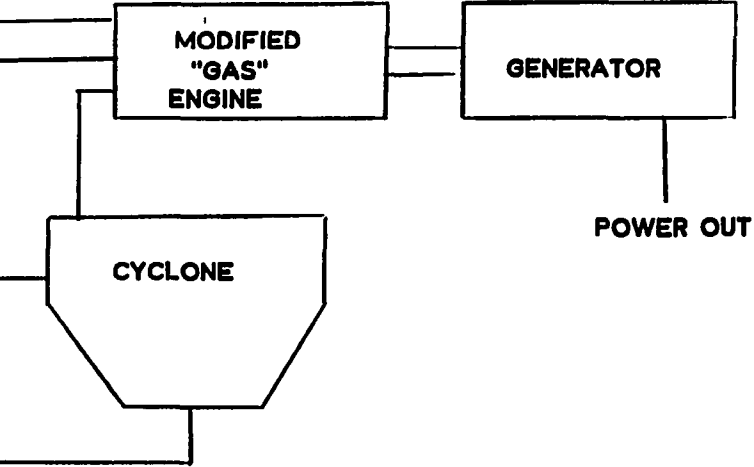 MODIFIED
"GAS"
ENGINE
GENERATOR
POWER OUT
CYCLONE